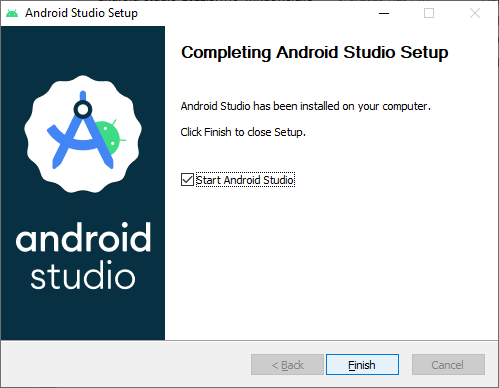 Android Studio Setup
Completing Android Studio Setup
Android Studio has been installed on your computer.
Click Finish to close Setup.
Start Android Studio
android
studio
< Back
Finish
Cancel